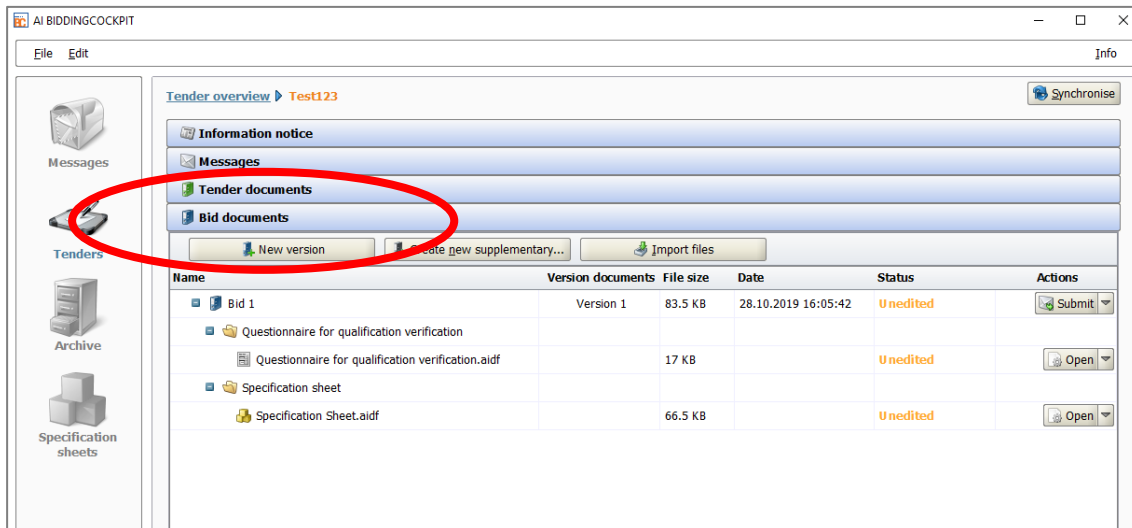 AI BIDDINGCOCKPIT
File Edit Info
Tender overview Test123 Synchronise
Information notice
Messages
Tender documents
Bid documents
New version Create new supplementary... Import files
Name Version documents File size Date Status Actions
Bid 1 Version 1 83.5 KB 28.10.2019 16:05:42 Unedited Submit
Questionnaire for qualification verification
Questionnaire for qualification verification.aidf 17 KB Unedited Open
Specification sheet
Specification Sheet.aidf 66.5 KB Unedited Open
Messages
Tenders
Archive
Specification
sheets